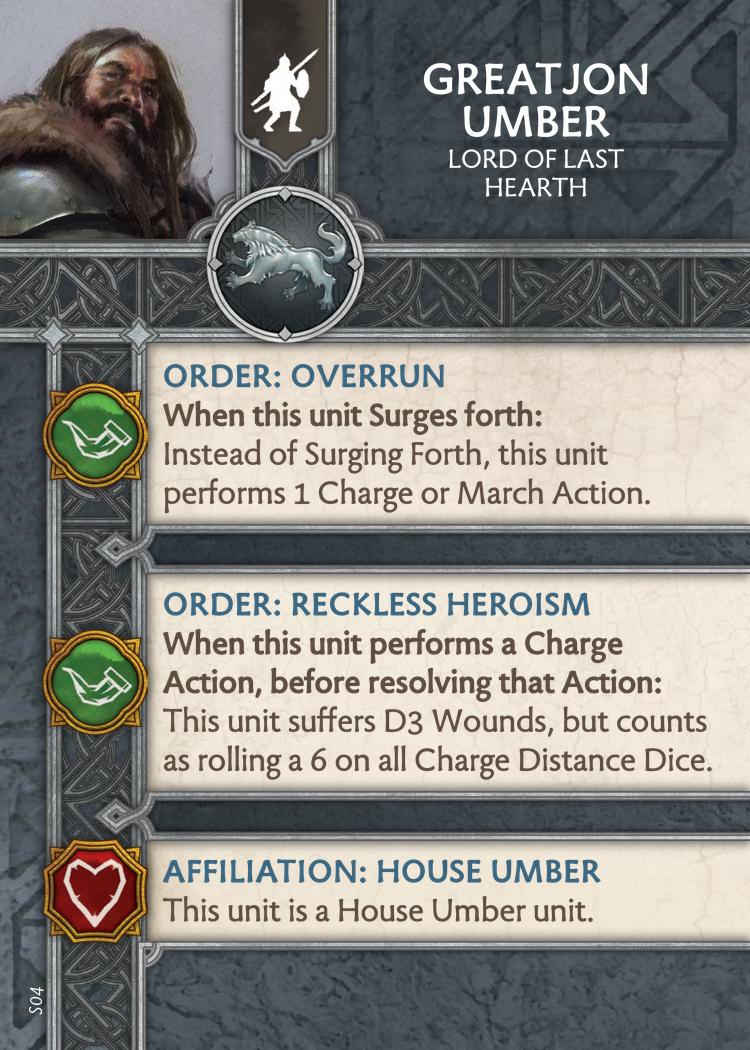 GREATJON
UMBER
LORD OF LAST
HEARTH
ORDER: OVERRUN
When this unit Surges forth:
Instead of Surging Forth, this unit
performs 1 Charge or March Action.
ORDER: RECKLESS HEROISM
When this unit performs a Charge
Action, before resolving that Action:
This unit suffers D3 Wounds, but counts
as rolling a 6 on all Charge Distance Dice.
AFFILIATION: HOUSE UMBER
This unit is a House Umber unit.
S04